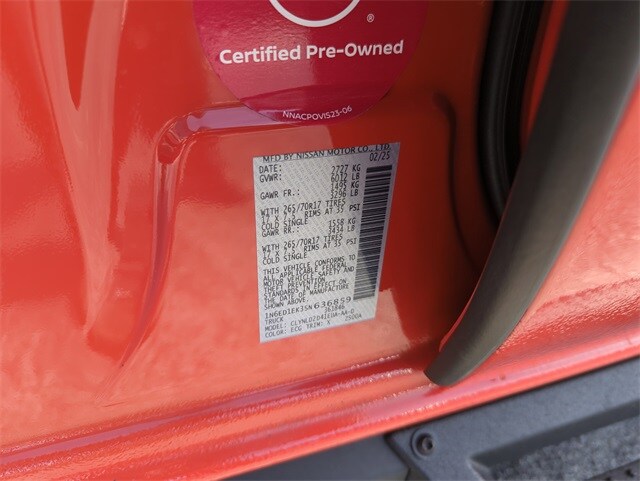 ®
Certified Pre-Owned
NNACPOVIS23-06
MFD BY NISSAN MOTOR CO., LTD.
DATE: 02/25
GVWR: 2727 KG
6012 LB
GAWR FR.: 1495 KG
3296 LB
WITH 265/70R17 TIRES
17 X 7.5 RIMS AT 35 PSI
COLD SINGLE
GAWR RR.: 1558 KG
3434 LB
WITH 265/70R17 TIRES
17 X 7.5 RIMS AT 35 PSI
COLD SINGLE
THIS VEHICLE CONFORMS TO
ALL APPLICABLE FEDERAL
MOTOR VEHICLE SAFETY AND
THEFT PREVENTION
STANDARDS IN EFFECT ON
THE DATE OF MANUFACTURE
SHOWN ABOVE.
1N6ED1EK3SN636859
TRUCK
MODEL:
COLOR: ECG TRIM: K